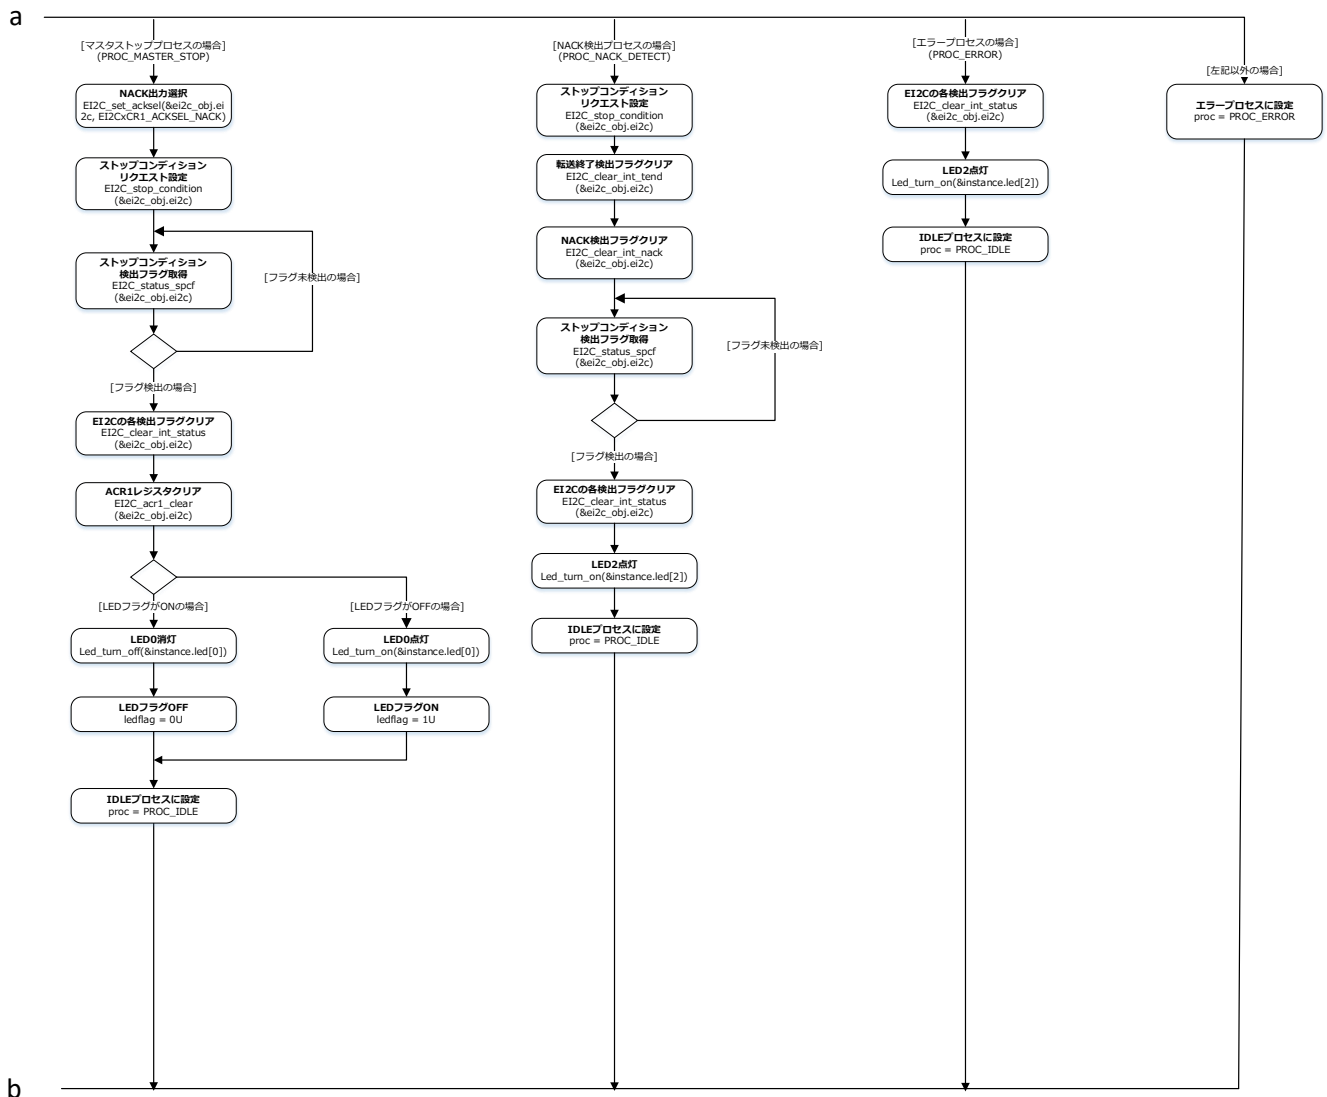 a
[マスタストッププロセスの場合]
(PROC_MASTER_STOP)
NACK出力選択
EI2C_set_acksel(&ei2c_obj.ei
2c, EI2CxCR1_ACKSEL_NACK)
ストップコンディション
リクエスト設定
EI2C_stop_condition
(&ei2c_obj.ei2c)
ストップコンディション
検出フラグ取得
EI2C_status_spcf
(&ei2c_obj.ei2c)
[フラグ未検出の場合]
[フラグ検出の場合]
EI2Cの各検出フラグクリア
EI2C_clear_int_status
(&ei2c_obj.ei2c)
ACR1レジスタクリア
EI2C_acr1_clear
(&ei2c_obj.ei2c)
[LEDフラグがONの場合]
LED0消灯
Led_turn_off(&instance.led[0])
LEDフラグOFF
ledflag = 0U
[LEDフラグがOFFの場合]
LED0点灯
Led_turn_on(&instance.led[0])
LEDフラグON
ledflag = 1U
IDLEプロセスに設定
proc = PROC_IDLE
[NACK検出プロセスの場合]
(PROC_NACK_DETECT)
ストップコンディション
リクエスト設定
EI2C_stop_condition
(&ei2c_obj.ei2c)
転送終了検出フラグクリア
EI2C_clear_int_tend
(&ei2c_obj.ei2c)
NACK検出フラグクリア
EI2C_clear_int_nack
(&ei2c_obj.ei2c)
ストップコンディション
検出フラグ取得
EI2C_status_spcf
(&ei2c_obj.ei2c)
[フラグ未検出の場合]
[フラグ検出の場合]
EI2Cの各検出フラグクリア
EI2C_clear_int_status
(&ei2c_obj.ei2c)
LED2点灯
Led_turn_on(&instance.led[2])
IDLEプロセスに設定
proc = PROC_IDLE
[エラープロセスの場合]
(PROC_ERROR)
EI2Cの各検出フラグクリア
EI2C_clear_int_status
(&ei2c_obj.ei2c)
LED2点灯
Led_turn_on(&instance.led[2])
IDLEプロセスに設定
proc = PROC_IDLE
[左記以外の場合]
エラープロセスに設定
proc = PROC_ERROR
b